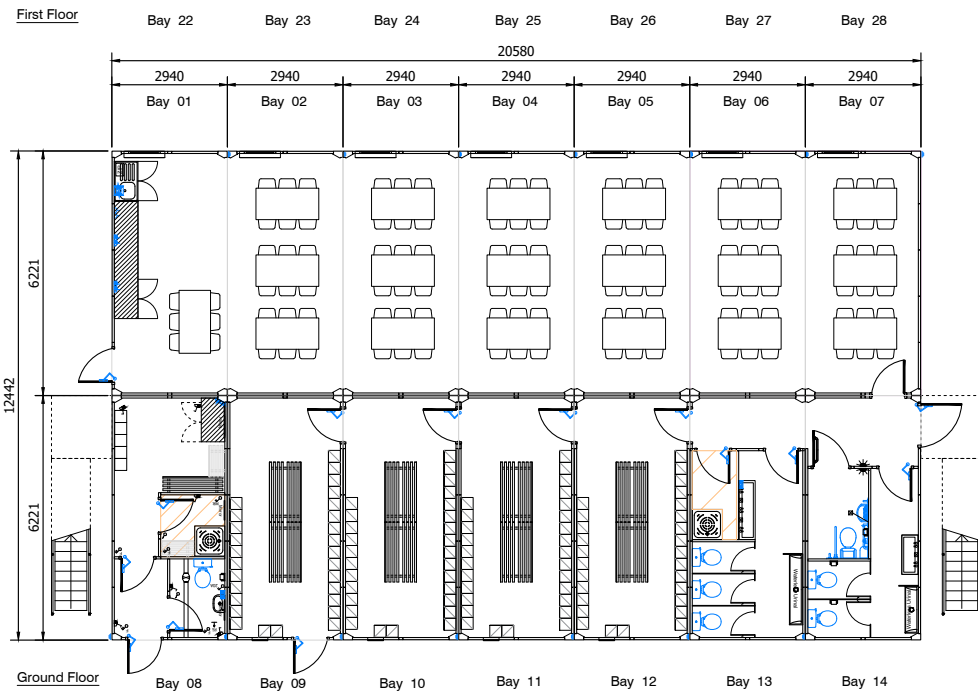 First Floor
Bay 22
Bay 23
Bay 24
Bay 25
Bay 26
Bay 27
Bay 28
20580
2940
2940
2940
2940
2940
2940
2940
Bay 01
Bay 02
Bay 03
Bay 04
Bay 05
Bay 06
Bay 07
12442
6221
6221
Ground Floor
Bay 08
Bay 09
Bay 10
Bay 11
Bay 12
Bay 13
Bay 14